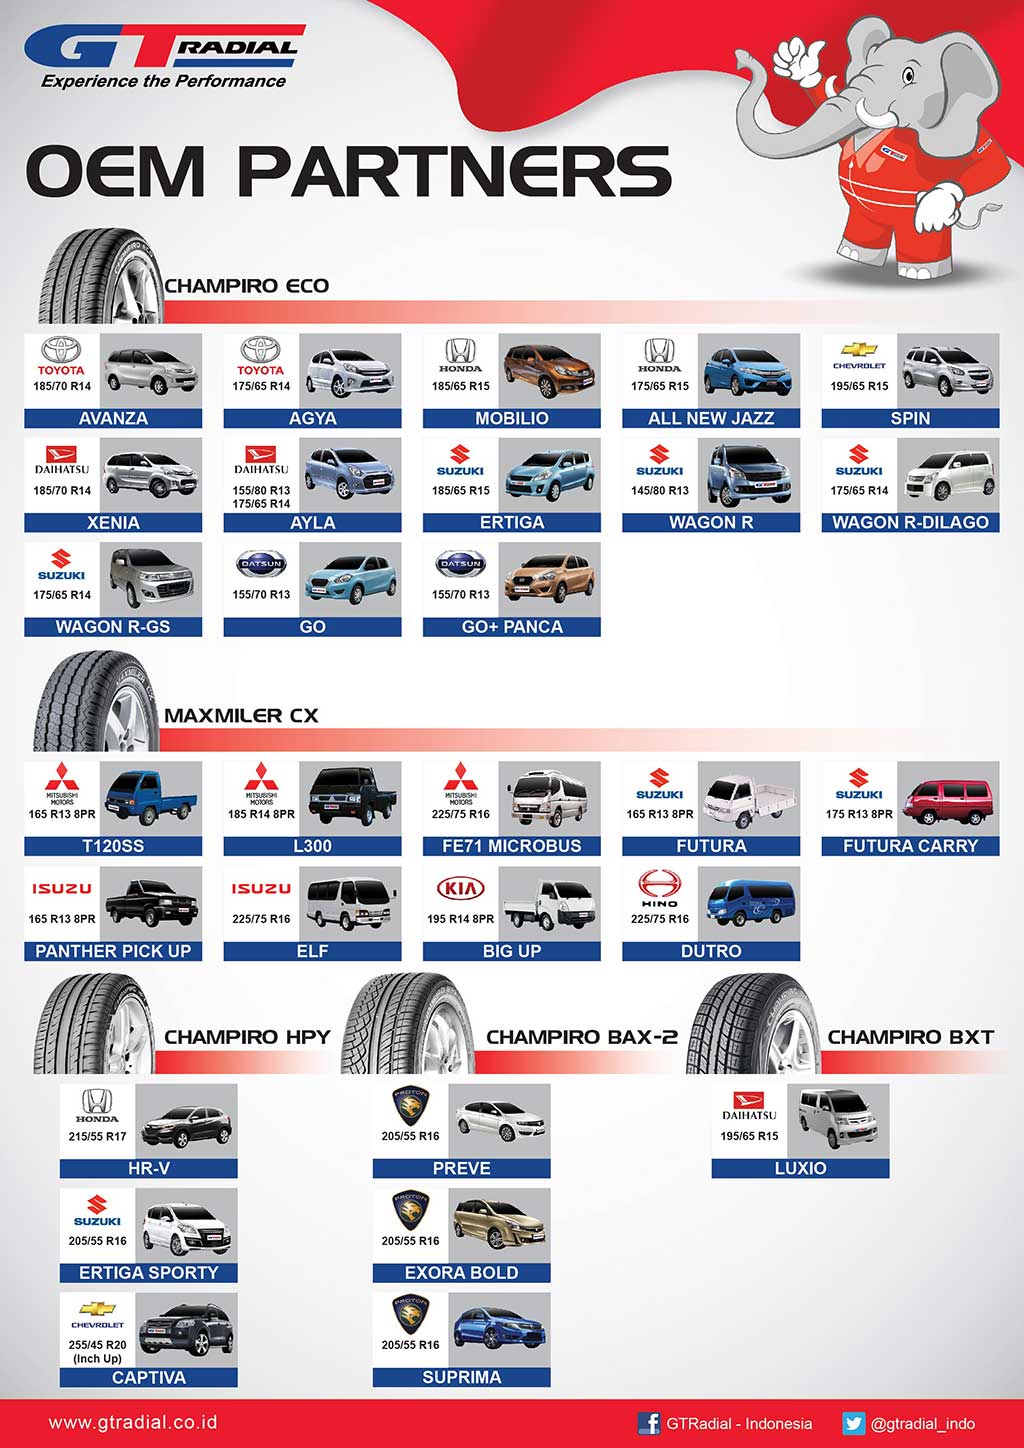 GT RADIAL
Experience the Performance
OEM PARTNERS
CHAMPIRO ECO
TOYOTA
185/70 R14
AVANZA
TOYOTA
175/65 R14
AGYA
HONDA
185/65 R15
MOBILIO
HONDA
175/65 R15
ALL NEW JAZZ
CHEVROLET
195/65 R15
SPIN
DAIHATSU
185/70 R14
XENIA
DAIHATSU
155/80 R13
175/65 R14
AYLA
SUZUKI
185/65 R15
ERTIGA
SUZUKI
145/80 R13
WAGON R
SUZUKI
175/65 R14
WAGON R-DILAGO
SUZUKI
175/65 R14
WAGON R-GS
DATSUN
155/70 R13
GO
DATSUN
155/70 R13
GO+ PANCA
MAXMILER CX
MITSUBISHI
MOTORS
165 R13 8PR
T120SS
MITSUBISHI
MOTORS
185 R14 8PR
L300
MITSUBISHI
MOTORS
225/75 R16
FE71 MICROBUS
SUZUKI
165 R13 8PR
FUTURA
SUZUKI
175 R13 8PR
FUTURA CARRY
ISUZU
165 R13 8PR
PANTHER PICK UP
ISUZU
225/75 R16
ELF
KIA
195 R14 8PR
BIG UP
HINO
225/75 R16
DUTRO
CHAMPIRO HPY
HONDA
215/55 R17
HR-V
SUZUKI
205/55 R16
ERTIGA SPORTY
CHEVROLET
255/45 R20
(Inch Up)
CAPTIVA
CHAMPIRO BAX-2
PROTON
205/55 R16
PREVE
PROTON
205/55 R16
EXORA BOLD
PROTON
205/55 R16
SUPRIMA
CHAMPIRO BXT
DAIHATSU
195/65 R15
LUXIO
www.gtradial.co.id
GTRadial - Indonesia
@gtradial_indo